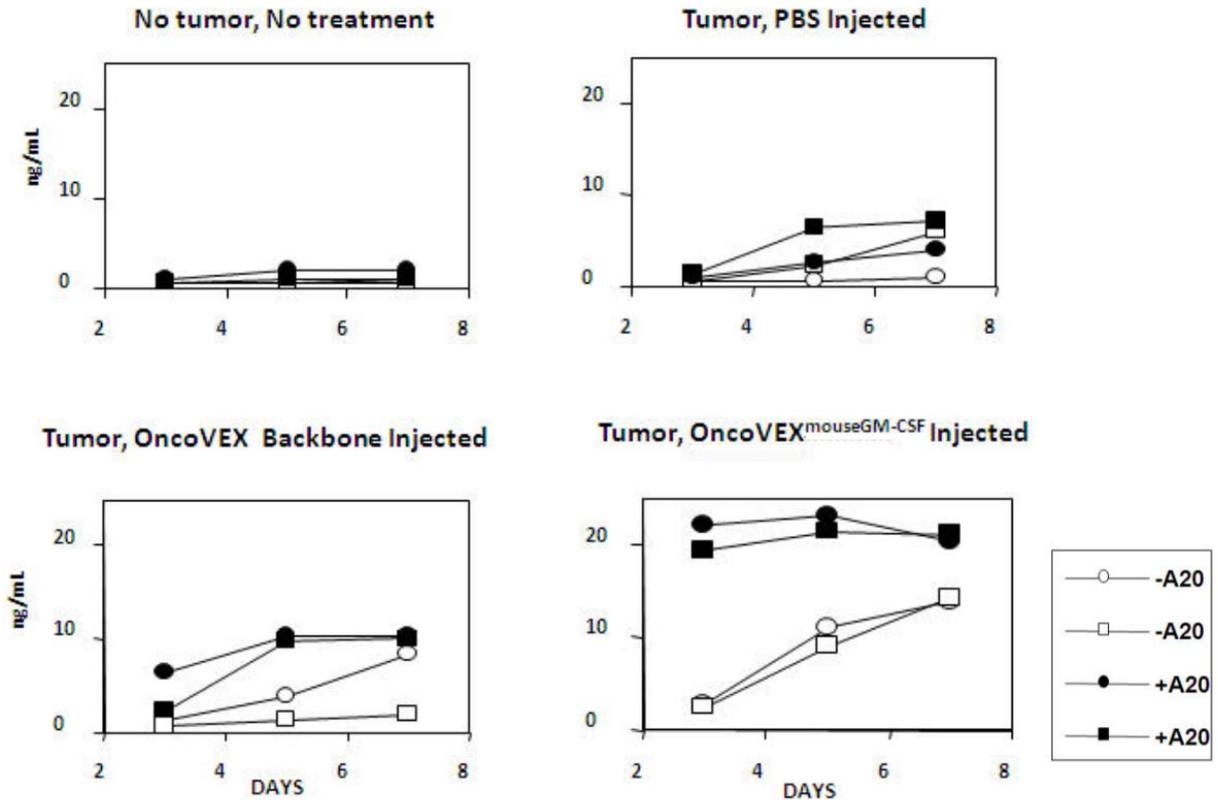 No tumor, No treatment
Tumor, PBS Injected
20
10
0
ng/mL
2 4 6 8
20
10
0
2 4 6 8
Tumor, OncoVEX Backbone Injected
Tumor, OncoVEXmouseGM-CSF Injected
20
10
0
ng/mL
2 4 6 8
DAYS
20
10
0
2 4 6 8
DAYS
-A20
-A20
+A20
+A20